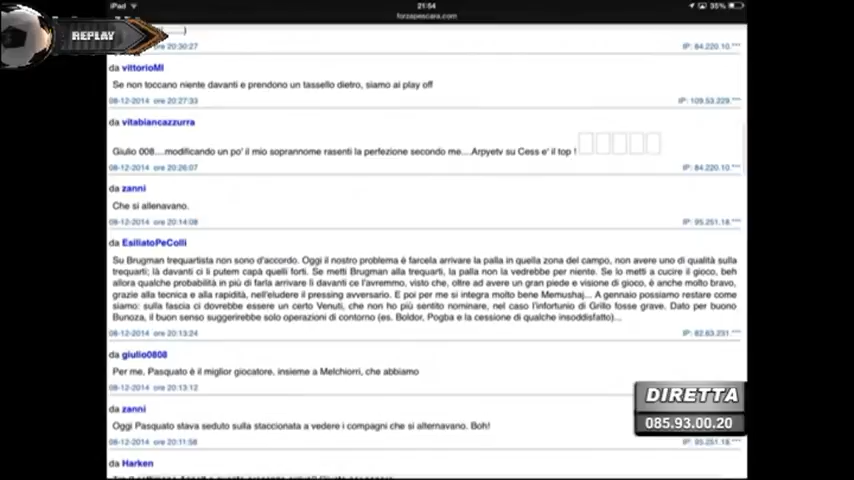 iPad
21:54
35%
forzapescara.com
REPLAY
ore 20:30:27
IP: 84.220.10.***
da vittorioMI
Se non toccano niente davanti e prendono un tassello dietro, siamo ai play off
08-12-2014 ore 20:27:33
IP: 109.53.229.***
da vitabiancazzurra
Giulio 008....modificando un po' il mio soprannome rasenti la perfezione secondo me....Arpyetv su Cess e' il top !
08-12-2014 ore 20:26:07
IP: 84.220.10.***
da zanni
Che si allenavano.
08-12-2014 ore 20:14:08
IP: 95.251.18.***
da EsiliatoPeColli
Su Brugman trequartista non sono d'accordo. Oggi il nostro problema è farcela arrivare la palla in quella zona del campo, non avere uno di qualità sulla
trequarti; là davanti ci li putem capà quelli forti. Se metti Brugman alla trequarti, la palla non la vedrebbe per niente. Se lo metti a cucire il gioco, beh
allora qualche probabilità in più di farla arrivare lì davanti ce l'avremmo, visto che, oltre ad avere un gran piede e visione di gioco, è anche molto bravo,
grazie alla tecnica e alla rapidità, nell'eludere il pressing avversario. E poi per me si integra molto bene Memushaj... A gennaio possiamo restare come
siamo: sulla fascia ci dovrebbe essere un certo Venuti, che non ho più sentito nominare, nel caso l'infortunio di Grillo fosse grave. Dato per buono
Bunoza, il buon senso suggerirebbe solo operazioni di contorno (es. Boldor, Pogba e la cessione di qualche insoddisfatto)...
08-12-2014 ore 20:13:24
IP: 82.63.231.***
da giulio0808
Per me, Pasquato è il miglior giocatore, insieme a Melchiorri, che abbiamo
08-12-2014 ore 20:13:12
da zanni
Oggi Pasquato stava seduto sulla staccionata a vedere i compagni che si alternavano. Boh!
08-12-2014 ore 20:11:58
IP: 95.251.18.***
da Harken
DIRETTA
085.93.00.20